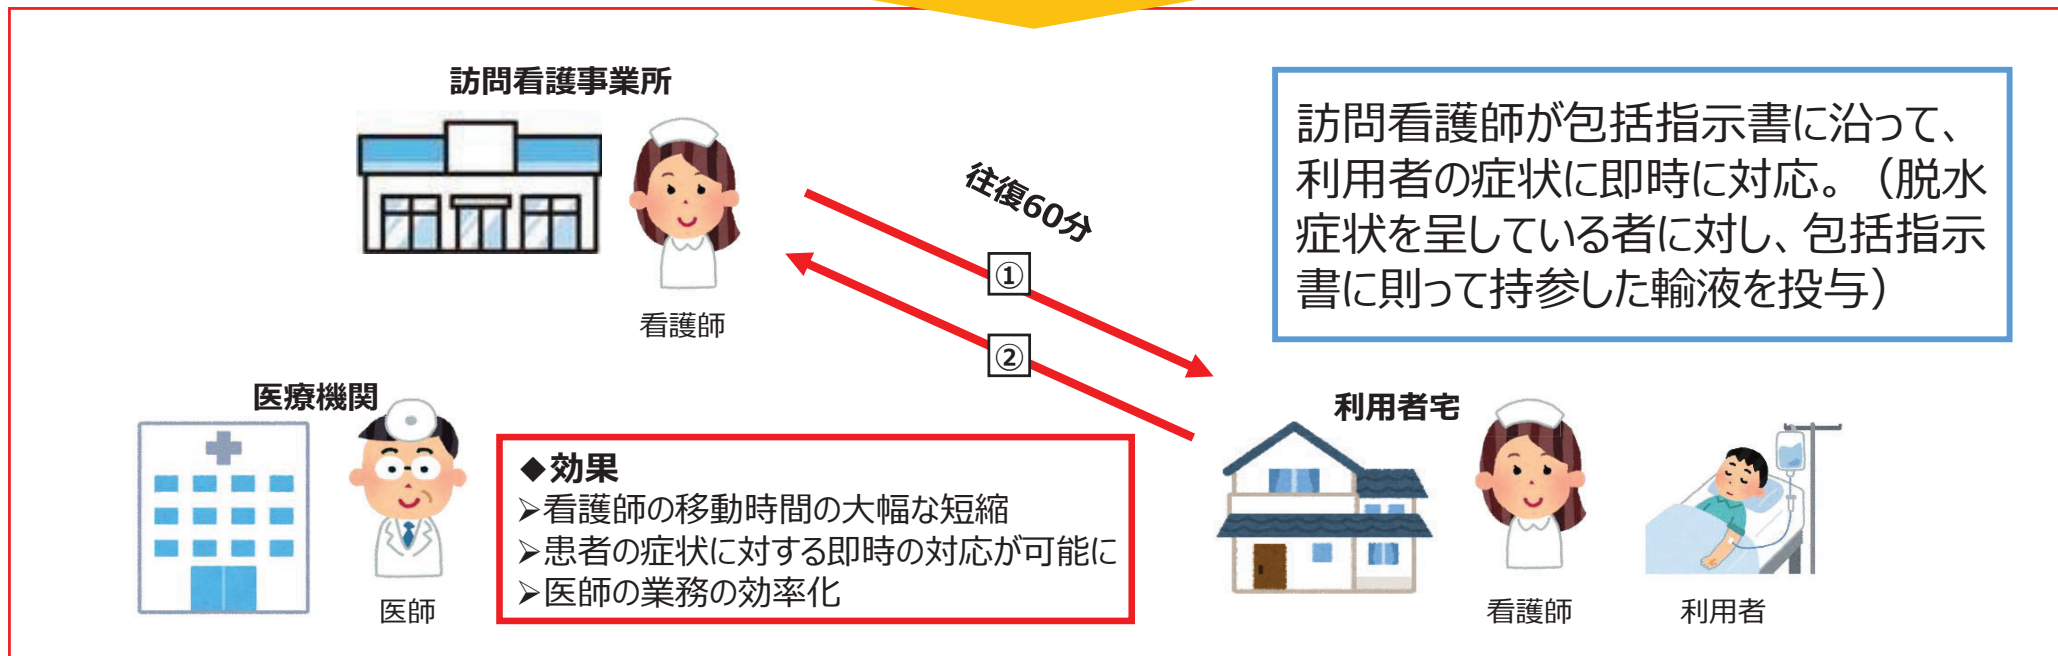 訪問看護事業所
看護師
往復60分
①
②
訪問看護師が包括指示書に沿って、
利用者の症状に即時に対応。（脱水
症状を呈している者に対し、包括指示
書に則って持参した輸液を投与）
医療機関
医師
◆効果
➢看護師の移動時間の大幅な短縮
➢患者の症状に対する即時の対応が可能に
➢医師の業務の効率化
利用者宅
看護師
利用者